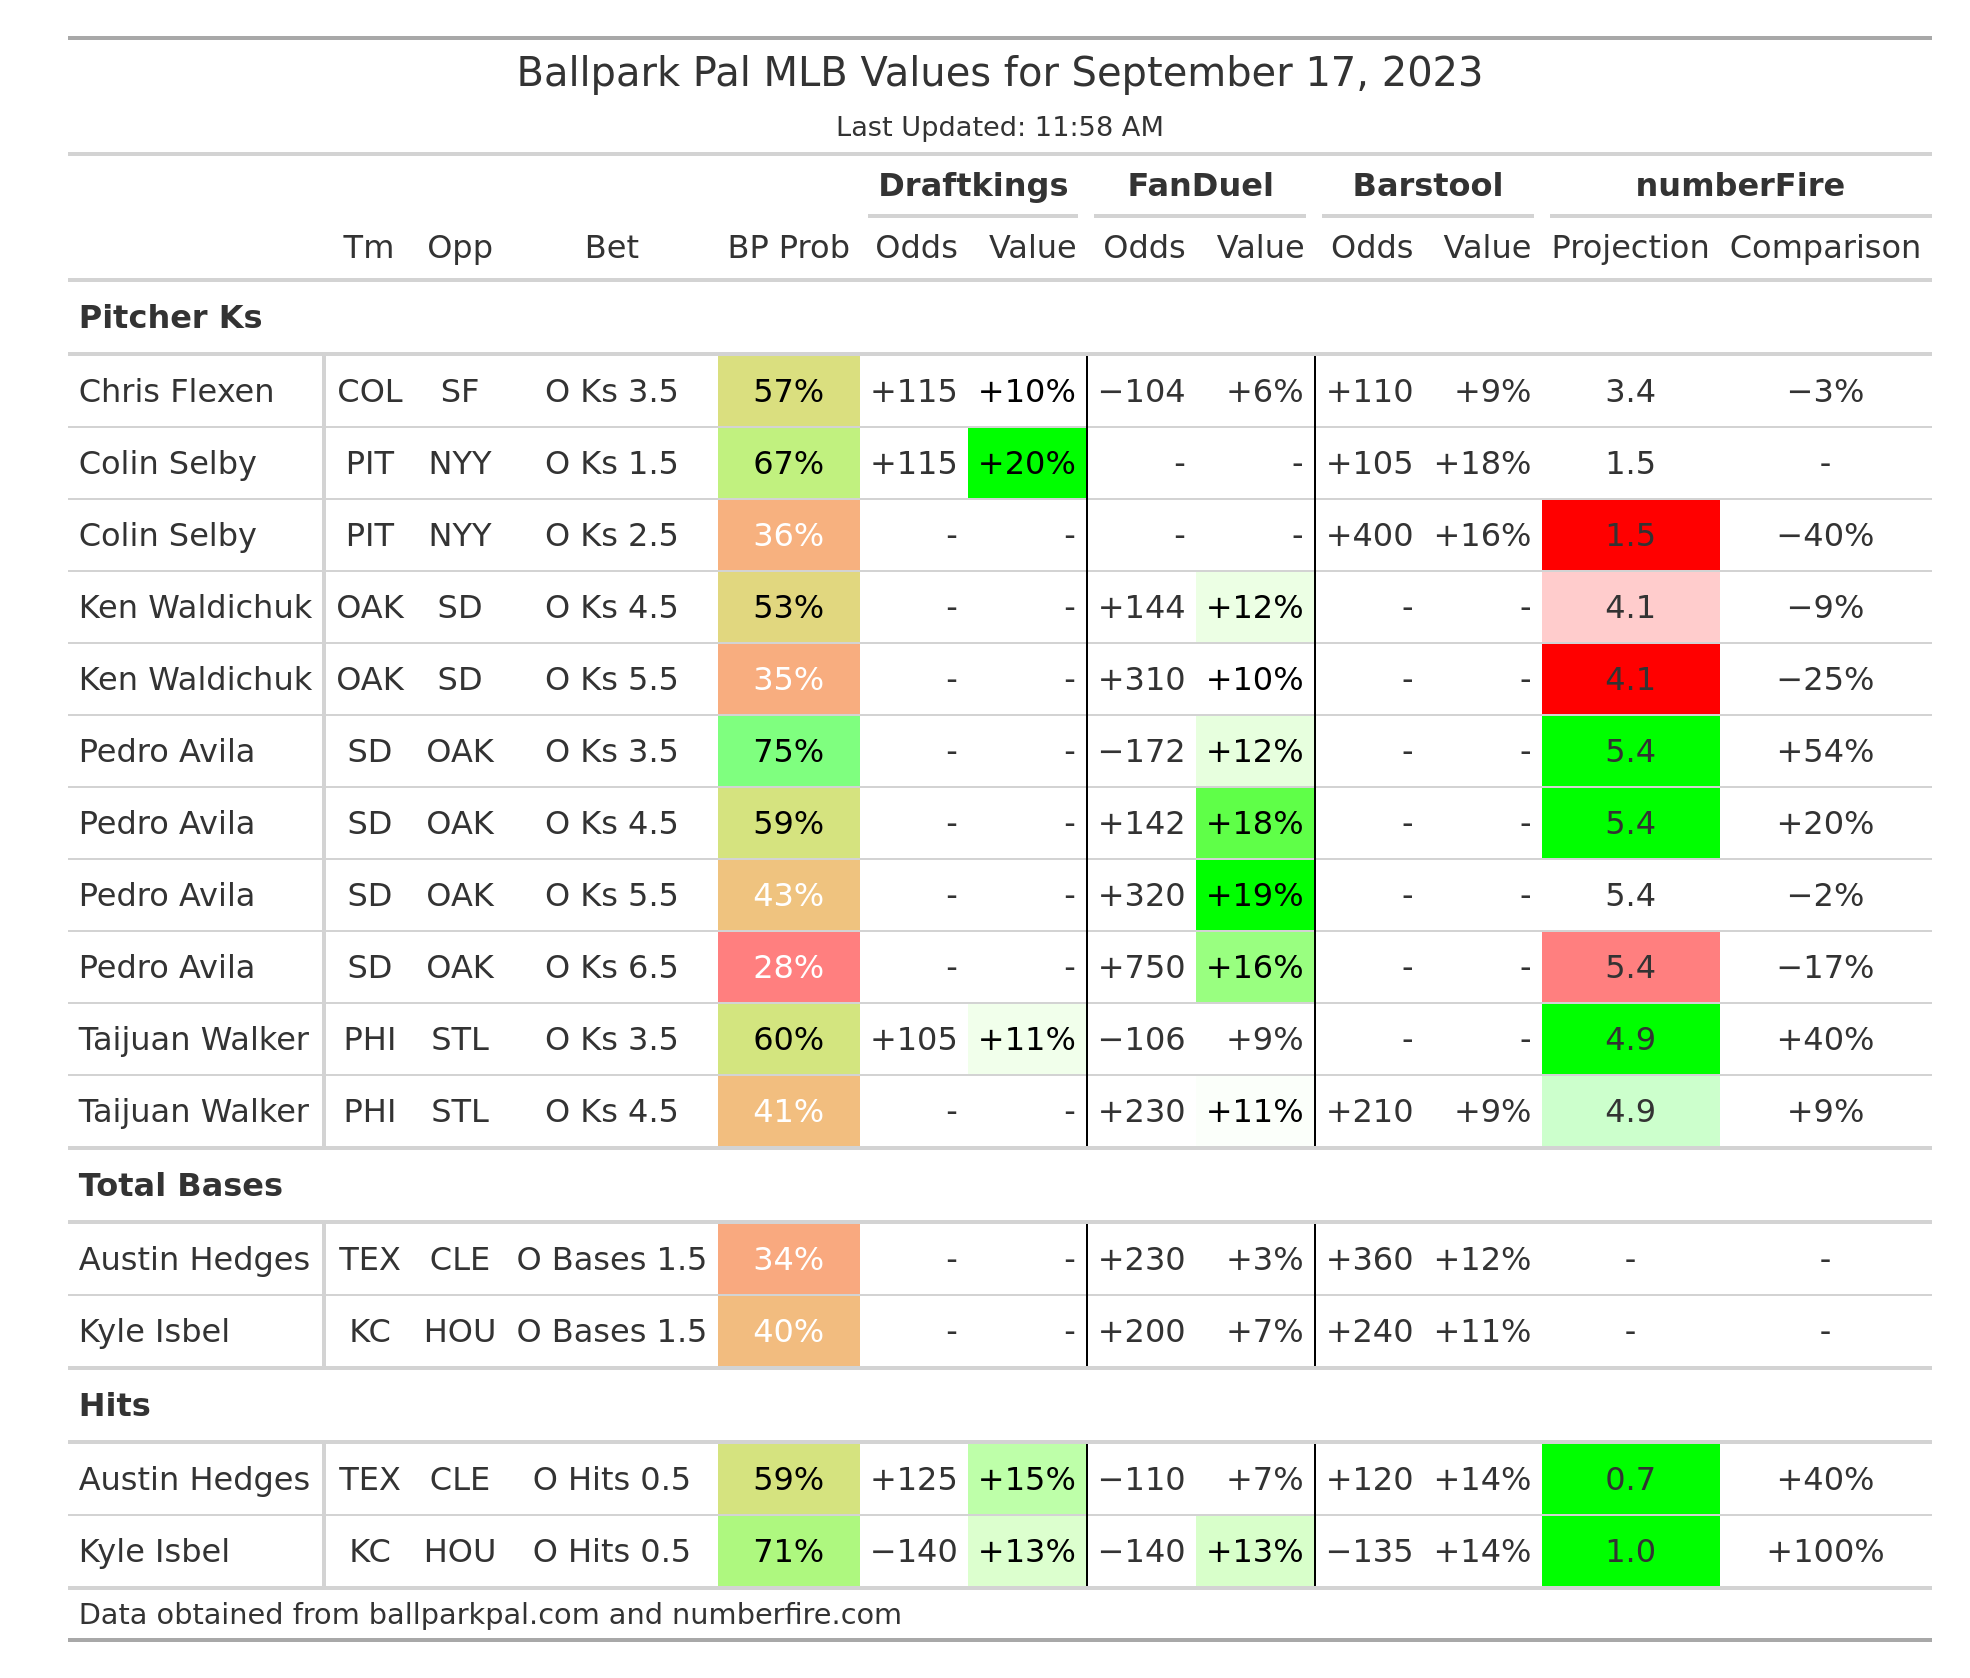 Ballpark Pal MLB Values for September 17, 2023
Last Updated: 11:58 AM
Draftkings FanDuel Barstool numberFire
Tm Opp Bet BP Prob Odds Value Odds Value Odds Value Projection Comparison
Pitcher Ks
Chris Flexen COL SF O Ks 3.5 57% +115 +10% −104 +6% +110 +9% 3.4 −3%
Colin Selby PIT NYY O Ks 1.5 67% +115 +20% - - +105 +18% 1.5 -
Colin Selby PIT NYY O Ks 2.5 36% - - - - +400 +16% 1.5 −40%
Ken Waldichuk OAK SD O Ks 4.5 53% - - +144 +12% - - 4.1 −9%
Ken Waldichuk OAK SD O Ks 5.5 35% - - +310 +10% - - 4.1 −25%
Pedro Avila SD OAK O Ks 3.5 75% - - −172 +12% - - 5.4 +54%
Pedro Avila SD OAK O Ks 4.5 59% - - +142 +18% - - 5.4 +20%
Pedro Avila SD OAK O Ks 5.5 43% - - +320 +19% - - 5.4 −2%
Pedro Avila SD OAK O Ks 6.5 28% - - +750 +16% - - 5.4 −17%
Taijuan Walker PHI STL O Ks 3.5 60% +105 +11% −106 +9% - - 4.9 +40%
Taijuan Walker PHI STL O Ks 4.5 41% - - +230 +11% +210 +9% 4.9 +9%
Total Bases
Austin Hedges TEX CLE O Bases 1.5 34% - - +230 +3% +360 +12% - -
Kyle Isbel KC HOU O Bases 1.5 40% - - +200 +7% +240 +11% - -
Hits
Austin Hedges TEX CLE O Hits 0.5 59% +125 +15% −110 +7% +120 +14% 0.7 +40%
Kyle Isbel KC HOU O Hits 0.5 71% −140 +13% −140 +13% −135 +14% 1.0 +100%
Data obtained from ballparkpal.com and numberfire.com